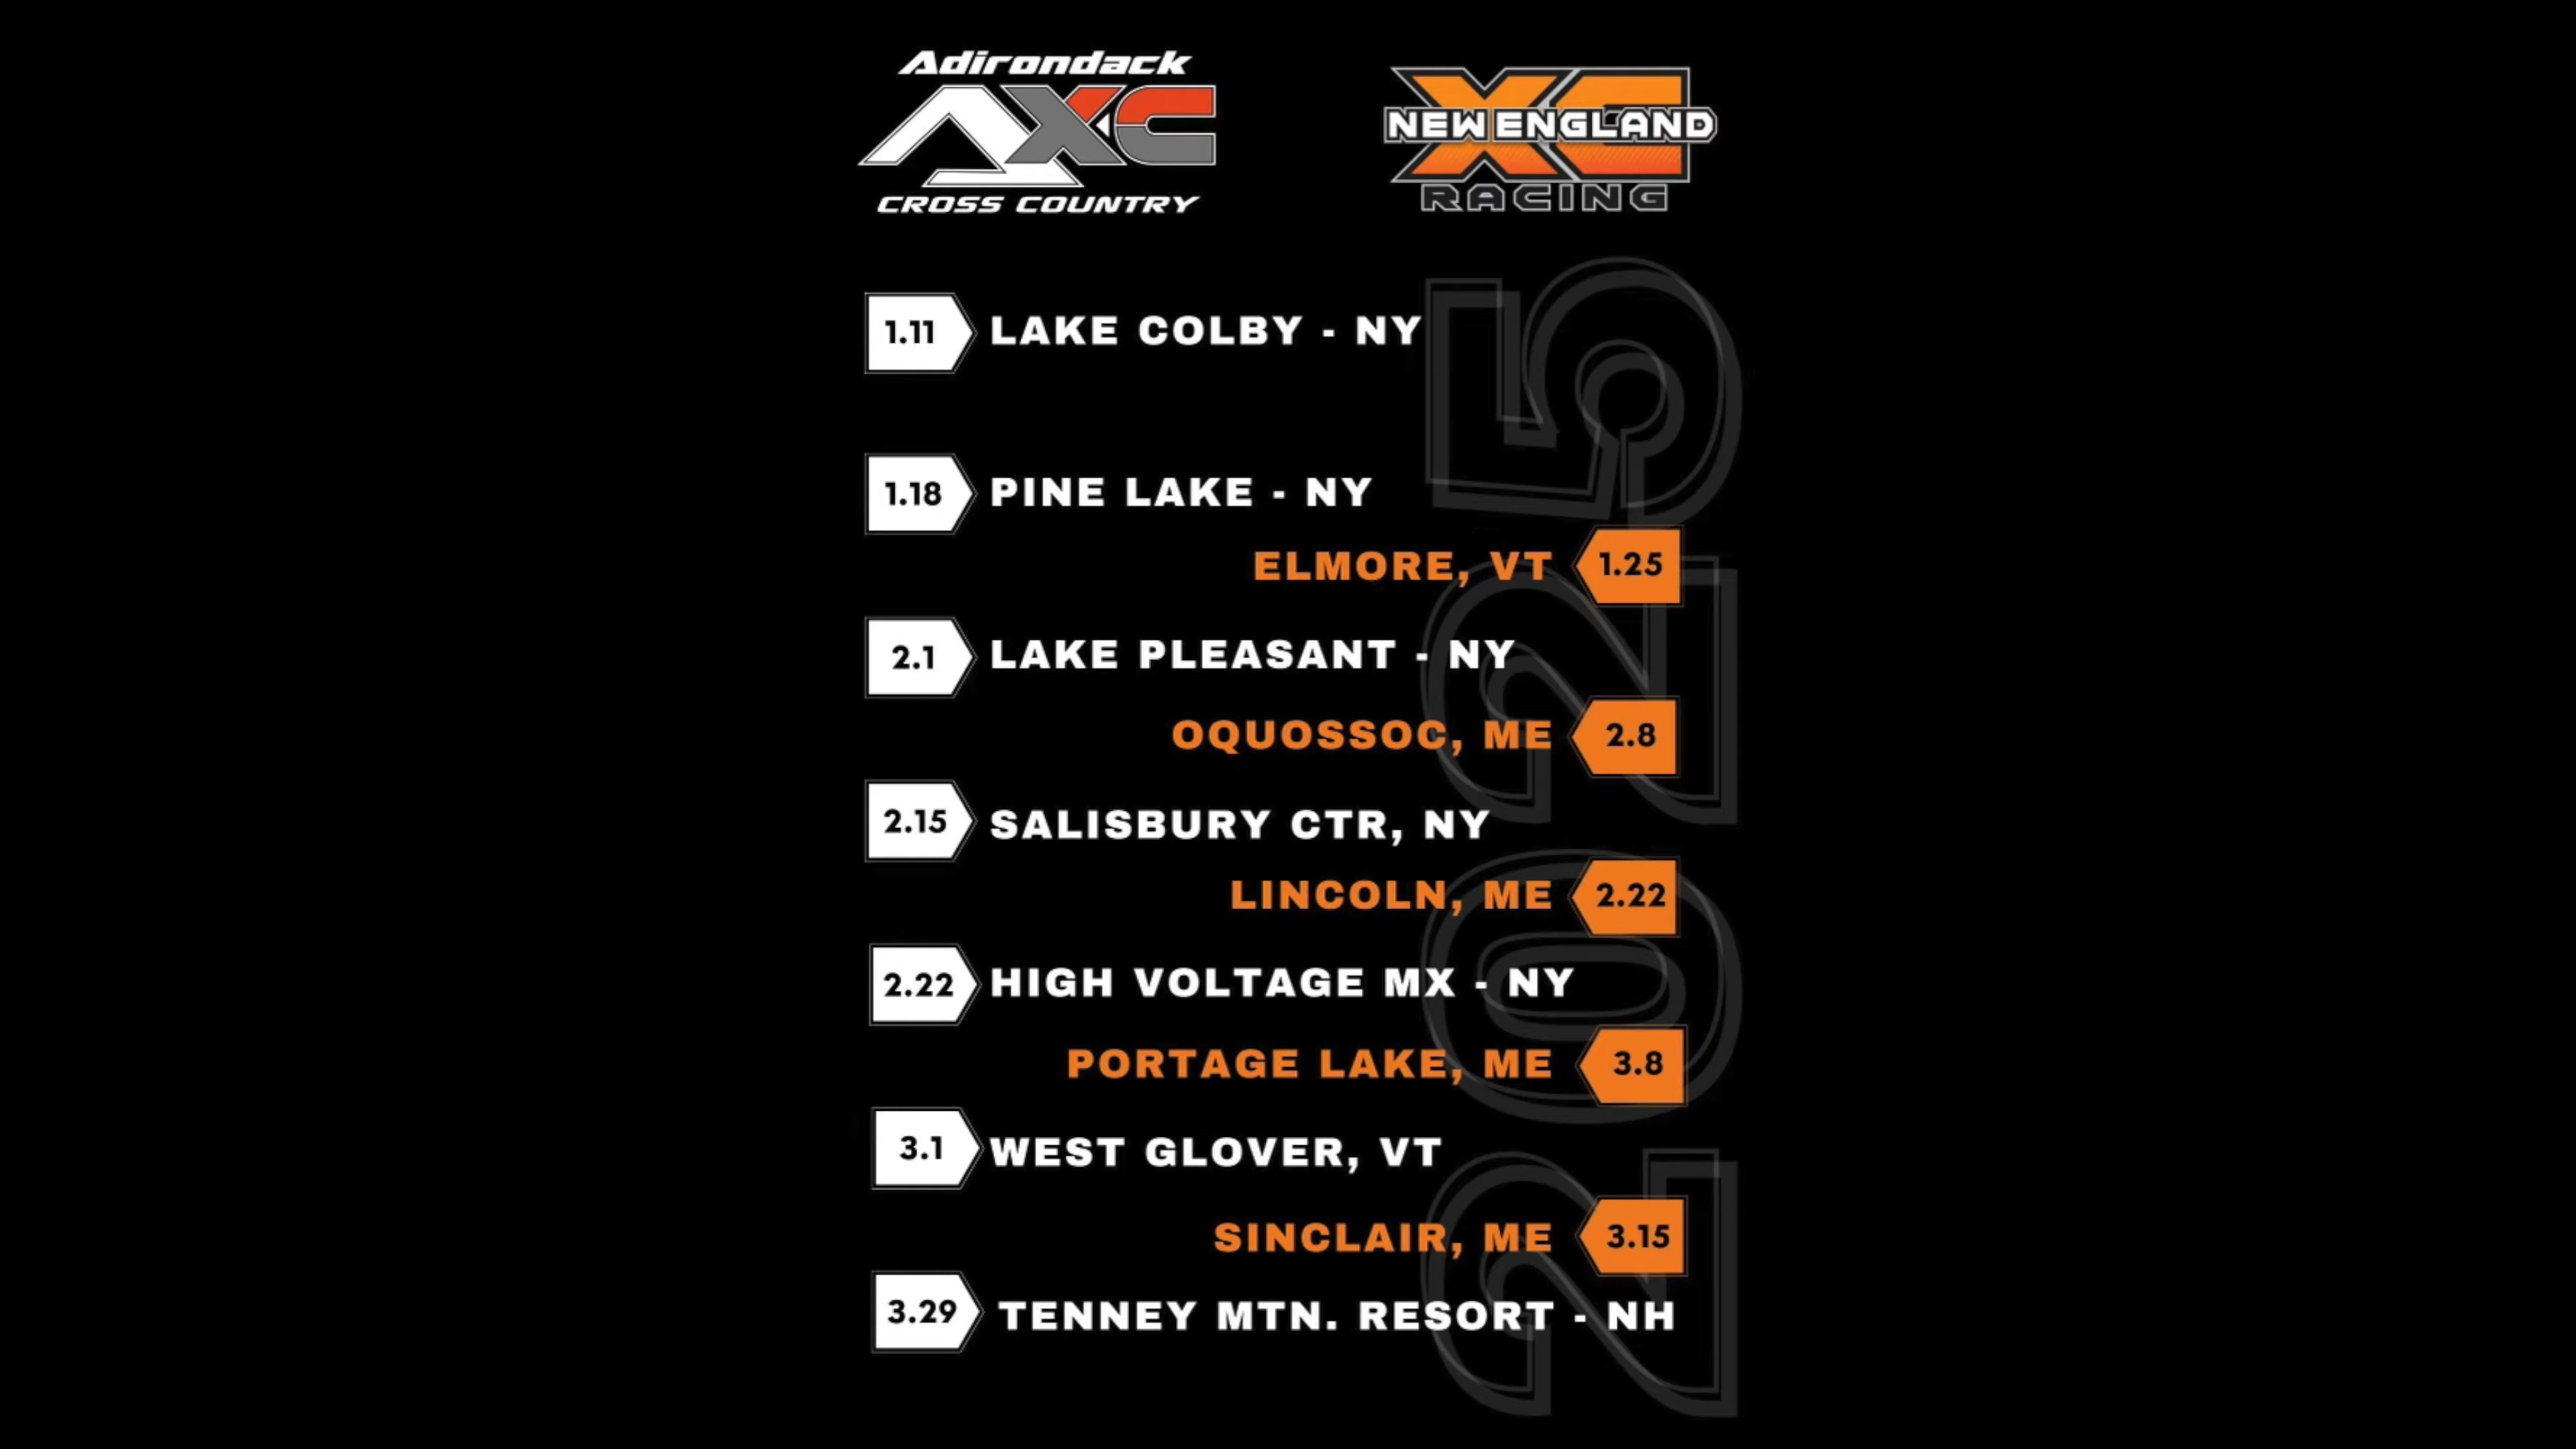 Adirondack
AXC
CROSS COUNTRY
XC
NEW ENGLAND
RACING
2025
1.11 LAKE COLBY - NY
1.18 PINE LAKE - NY
ELMORE, VT 1.25
2.1 LAKE PLEASANT - NY
OQUOSSOC, ME 2.8
2.15 SALISBURY CTR, NY
LINCOLN, ME 2.22
2.22 HIGH VOLTAGE MX - NY
PORTAGE LAKE, ME 3.8
3.1 WEST GLOVER, VT
SINCLAIR, ME 3.15
3.29 TENNEY MTN. RESORT - NH